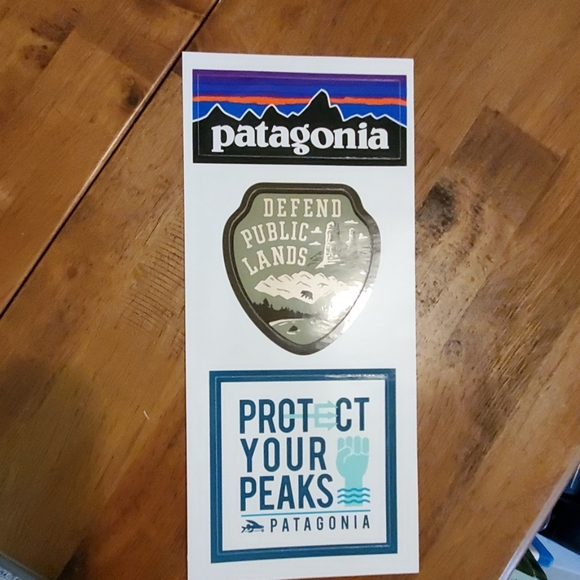 patagonia
DEFEND
PUBLIC
LANDS
PROTECT
YOUR
PEAKS
PATAGONIA